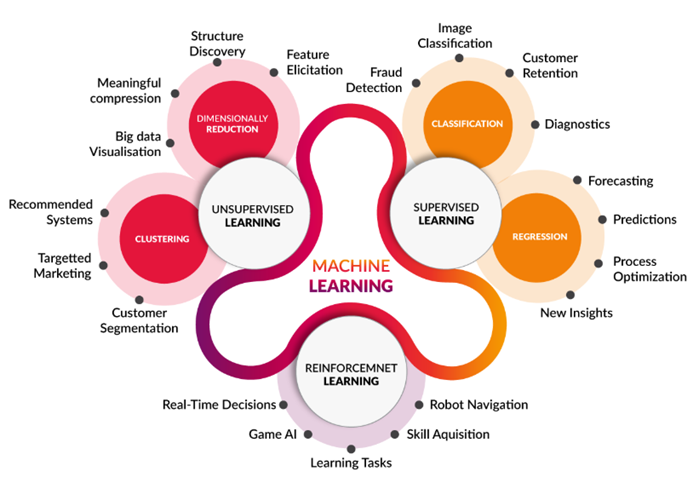 Structure
Discovery
Feature
Elicitation
Meaningful
compression
Big data
Visualisation
DIMENSIONALLY
REDUCTION
UNSUPERVISED
LEARNING
Recommended
Systems
Targetted
Marketing
Customer
Segmentation
CLUSTERING
Image
Classification
Fraud
Detection
Customer
Retention
Diagnostics
CLASSIFICATION
SUPERVISED
LEARNING
Forecasting
Predictions
Process
Optimization
New Insights
REGRESSION
MACHINE
LEARNING
REINFORCEMNET
LEARNING
Real-Time Decisions
Game AI
Learning Tasks
Skill Aquisition
Robot Navigation